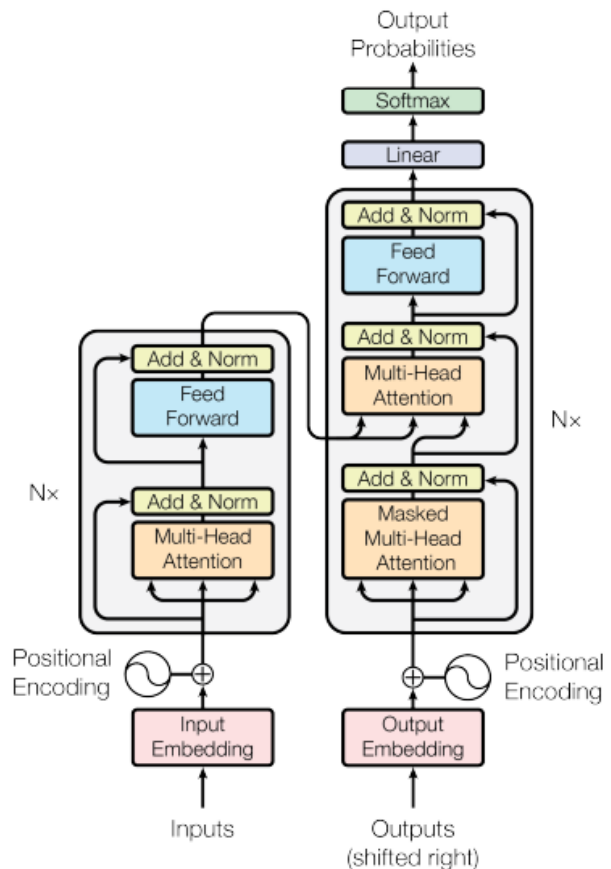 Output
Probabilities
Softmax
Linear
Add & Norm
Feed
Forward
Add & Norm
Multi-Head
Attention
N×
Add & Norm
Masked
Multi-Head
Attention
Add & Norm
Feed
Forward
N×
Add & Norm
Multi-Head
Attention
Positional
Encoding
Positional
Encoding
Input
Embedding
Output
Embedding
Inputs
Outputs
(shifted right)